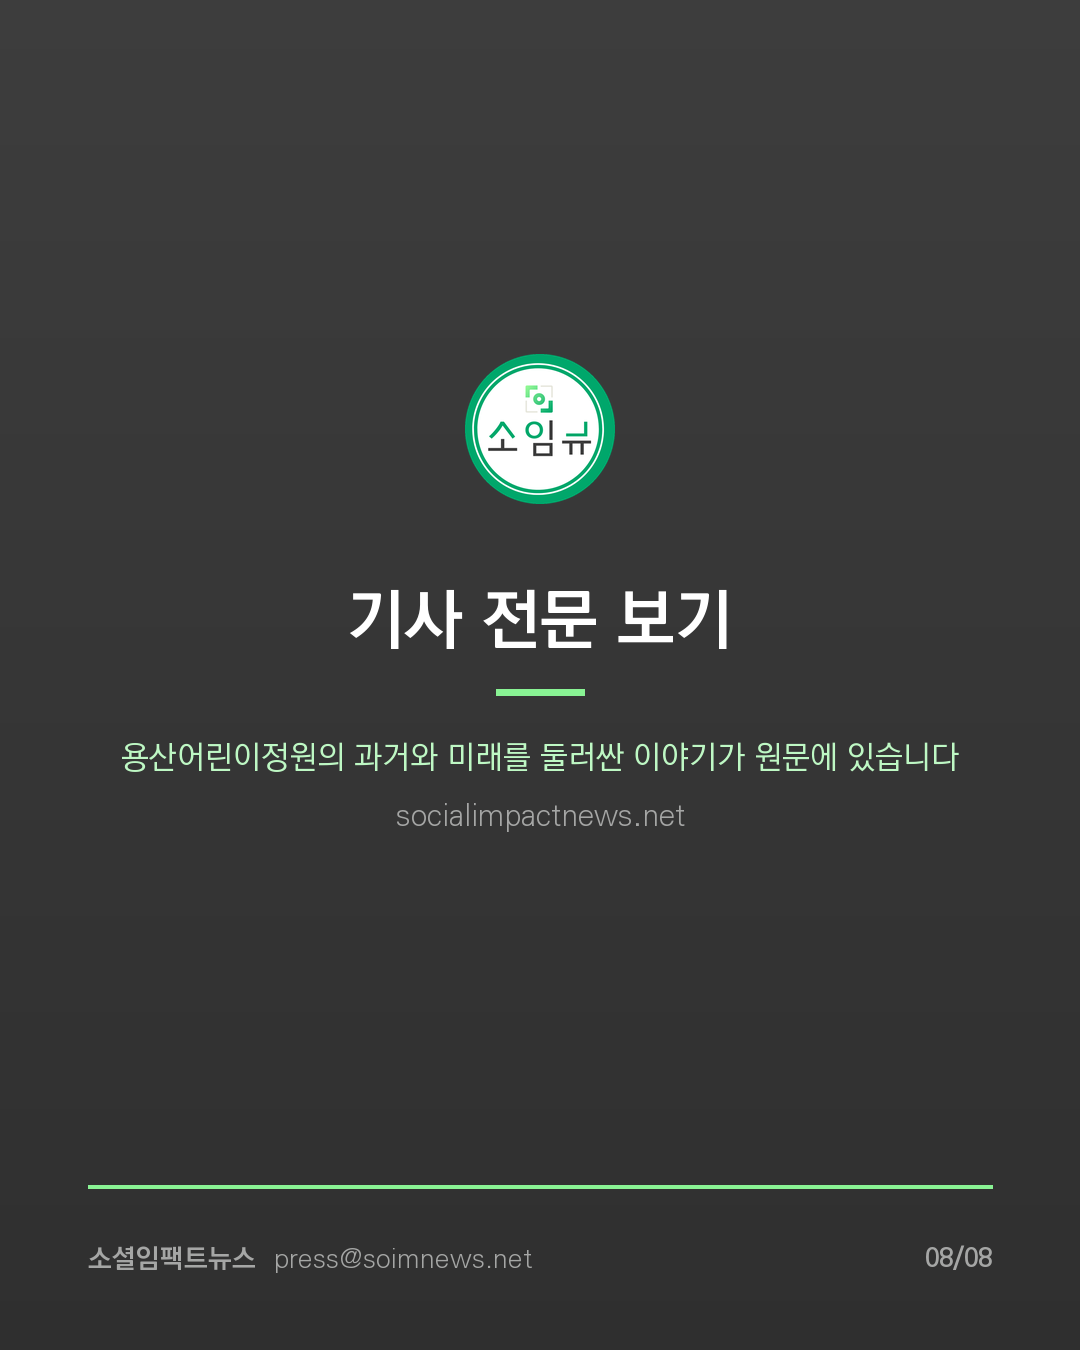 소임뉴
기사 전문 보기
용산어린이정원의 과거와 미래를 둘러싼 이야기가 원문에 있습니다
socialimpactnews.net
소셜임팩트뉴스 press@soimnews.net 08/08